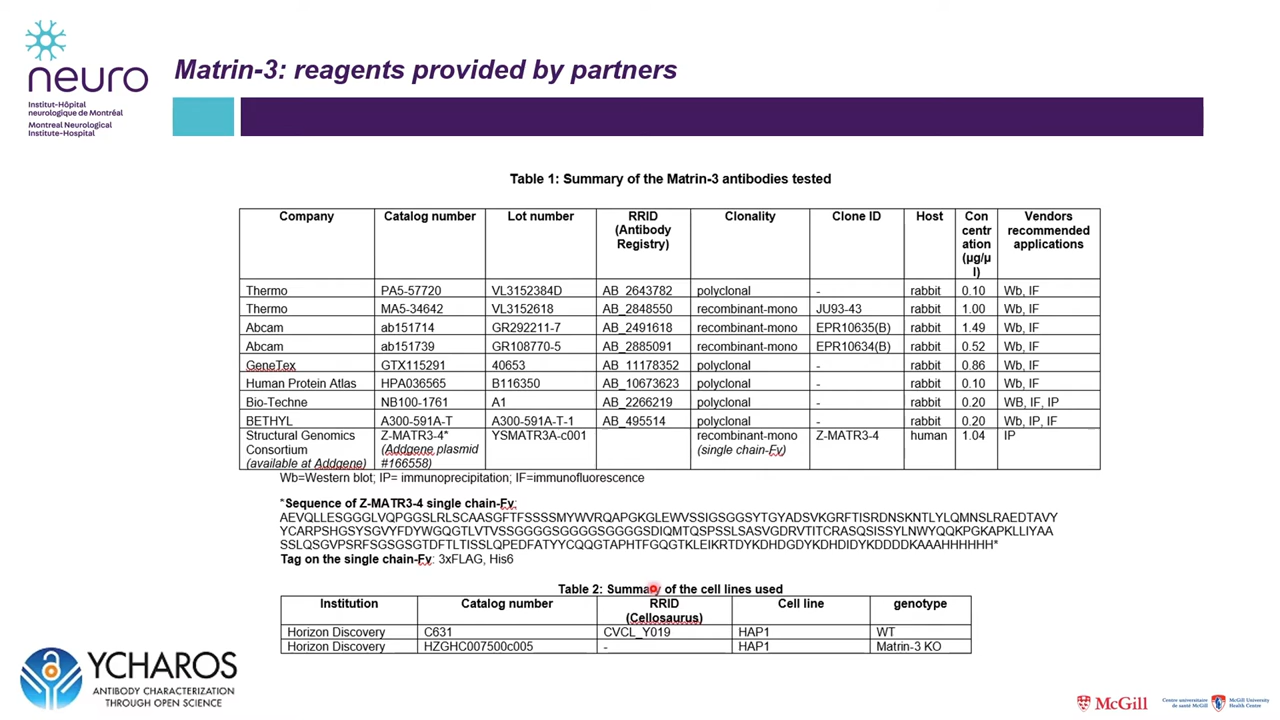 neuro
Institut-Hôpital
neurologique de Montréal
Montreal Neurological
Institute-Hospital
Matrin-3: reagents provided by partners
Table 1: Summary of the Matrin-3 antibodies tested
Company Catalog number Lot number RRID (Antibody Registry) Clonality Clone ID Host Con centr ation (µg/µ l) Vendors recommended applications
Thermo PA5-57720 VL3152384D AB_2643782 polyclonal - rabbit 0.10 Wb, IF
Thermo MA5-34642 VL3152618 AB_2848550 recombinant-mono JU93-43 rabbit 1.00 Wb, IF
Abcam ab151714 GR292211-7 AB_2491618 recombinant-mono EPR10635(B) rabbit 1.49 Wb, IF
Abcam ab151739 GR108770-5 AB_2885091 recombinant-mono EPR10634(B) rabbit 0.52 Wb, IF
GeneTex GTX115291 40653 AB_11178352 polyclonal - rabbit 0.86 Wb, IF
Human Protein Atlas HPA036565 B116350 AB_10673623 polyclonal - rabbit 0.10 Wb, IF
Bio-Techne NB100-1761 A1 AB_2266219 polyclonal - rabbit 0.20 WB, IF, IP
BETHYL A300-591A-T A300-591A-T-1 AB_495514 polyclonal - rabbit 0.20 Wb, IP, IF
Structural Genomics Z-MATR3-4* YSMATR3A-c001 recombinant-mono Z-MATR3-4 human 1.04 IP
Consortium (Addgene plasmid (single chain-Fv)
(available at Addgene) #166558)
Wb=Western blot; IP= immunoprecipitation; IF=immunofluorescence
*Sequence of Z-MATR3-4 single chain-Fv:
AEVQLLESGGGLVQPGGSLRLSCAASGFTFSSSSMYWVRQAPGKGLEWVSSIGSGGSYTGYADSVKGRFTISRDNSKNTLYLQMNSLRAEDTAVY
YCARPSHGSYSGVYFDYWGQGTLVTVSSGGGGSGGGGSGGGGSDIQMTQSPSSLSASVGDRVTITCRASQSISSYLNWYQQKPGKAPKLLIYAA
SSLQSGVPSRFSGSGSGTDFTLTISSLQPEDFATYYCQQGTAPHTFGQGTKLEIKRTDYKDHDGDYKDHDIDYKDDDDKAAAHHHHHH*
Tag on the single chain-Fv: 3xFLAG, His6
Table 2: Summary of the cell lines used
Institution Catalog number RRID (Cellosaurus) Cell line genotype
Horizon Discovery C631 CVCL_Y019 HAP1 WT
Horizon Discovery HZGHC007500c005 - HAP1 Matrin-3 KO
YCHAROS
ANTIBODY CHARACTERIZATION
THROUGH OPEN SCIENCE
McGill
Centre universitaire
de santé McGill
McGill University
Health Centre